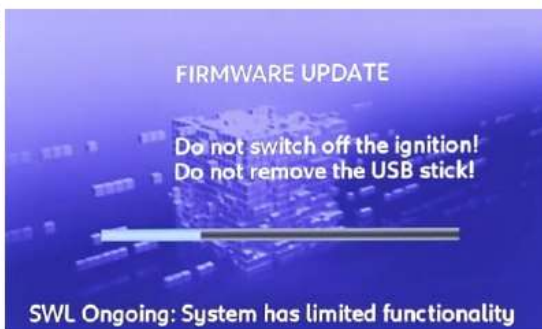 FIRMWARE UPDATE
Do not switch off the ignition!
Do not remove the USB stick!
SWL Ongoing: System has limited functionality